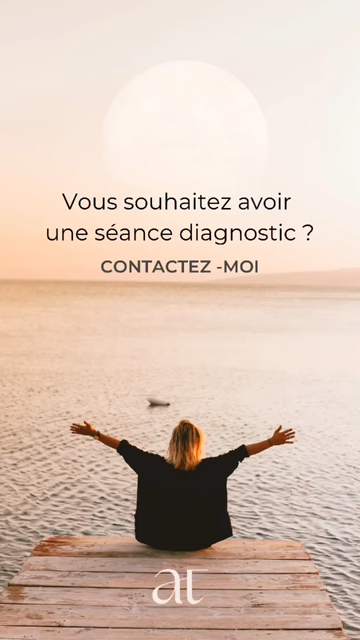 Vous souhaitez avoir
une séance diagnostic ?
CONTACTEZ -MOI
at